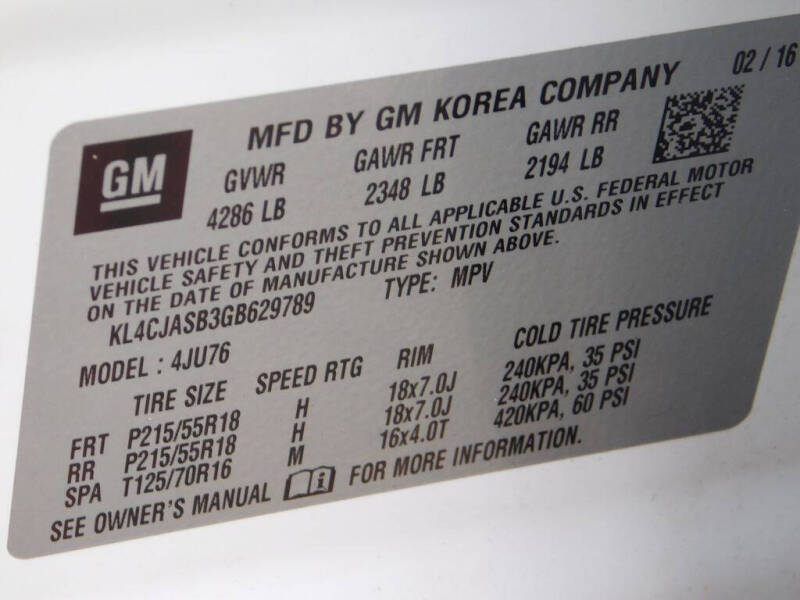 MFD BY GM KOREA COMPANY 02 / 16
GM
GVWR GAWR FRT GAWR RR
4286 LB 2348 LB 2194 LB
THIS VEHICLE CONFORMS TO ALL APPLICABLE U.S. FEDERAL MOTOR
VEHICLE SAFETY AND THEFT PREVENTION STANDARDS IN EFFECT
ON THE DATE OF MANUFACTURE SHOWN ABOVE.
KL4CJASB3GB629789 TYPE: MPV
MODEL : 4JU76
TIRE SIZE SPEED RTG RIM COLD TIRE PRESSURE
FRT P215/55R18 H 18x7.0J 240KPA, 35 PSI
RR P215/55R18 H 18x7.0J 240KPA, 35 PSI
SPA T125/70R16 M 16x4.0T 420KPA, 60 PSI
SEE OWNER'S MANUAL i FOR MORE INFORMATION.